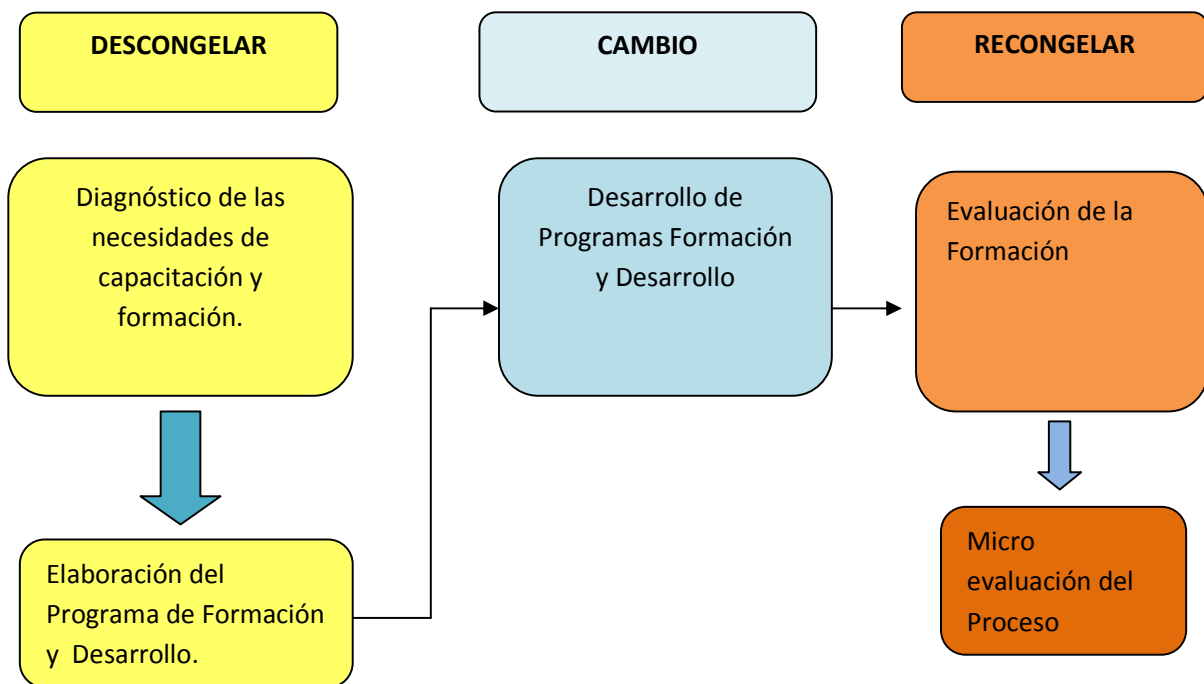 DESCONGELAR
CAMBIO
RECONGELAR
Diagnóstico de las
necesidades de
capacitación y
formación.
Desarrollo de
Programas Formación
y Desarrollo
Evaluación de la
Formación
Elaboración del
Programa de Formación
y Desarrollo.
Micro
evaluación del
Proceso